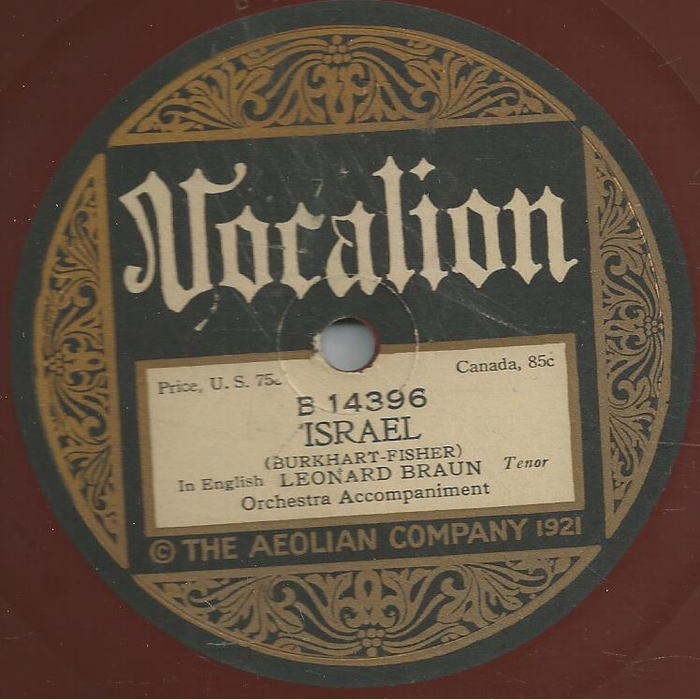 Vocalion
Price, U. S. 75c
Canada, 85c
B 14396
ISRAEL
(BURKHART-FISHER)
In English LEONARD BRAUN Tenor
Orchestra Accompaniment
© THE AEOLIAN COMPANY 1921